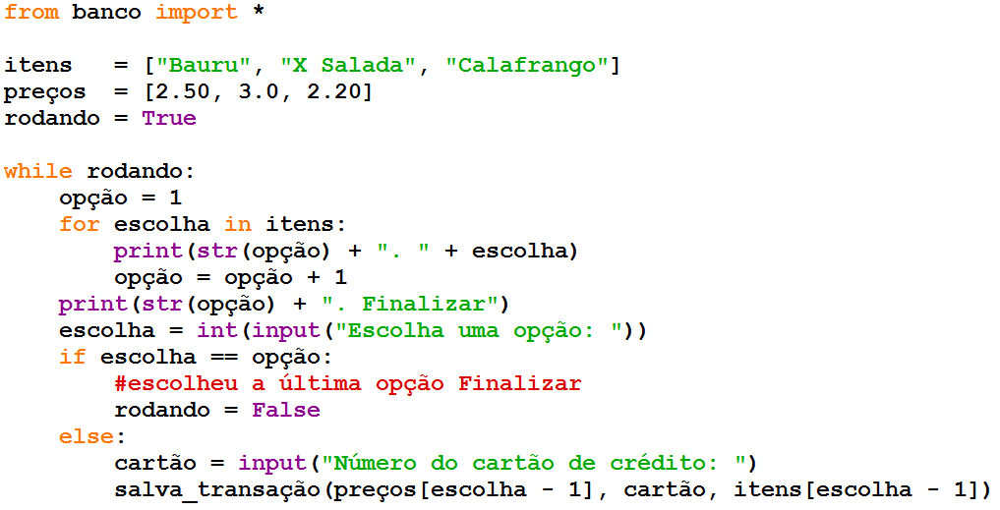 from banco import *
itens   = ["Bauru", "X Salada", "Calafrango"]
preços  = [2.50, 3.0, 2.20]
rodando = True
while rodando:
    opção = 1
    for escolha in itens:
        print(str(opção) + ". " + escolha)
        opção = opção + 1
    print(str(opção) + ". Finalizar")
    escolha = int(input("Escolha uma opção: "))
    if escolha == opção:
        #escolheu a última opção Finalizar
        rodando = False
    else:
        cartão = input("Número do cartão de crédito: ")
        salva_transação(preços[escolha - 1], cartão, itens[escolha - 1])